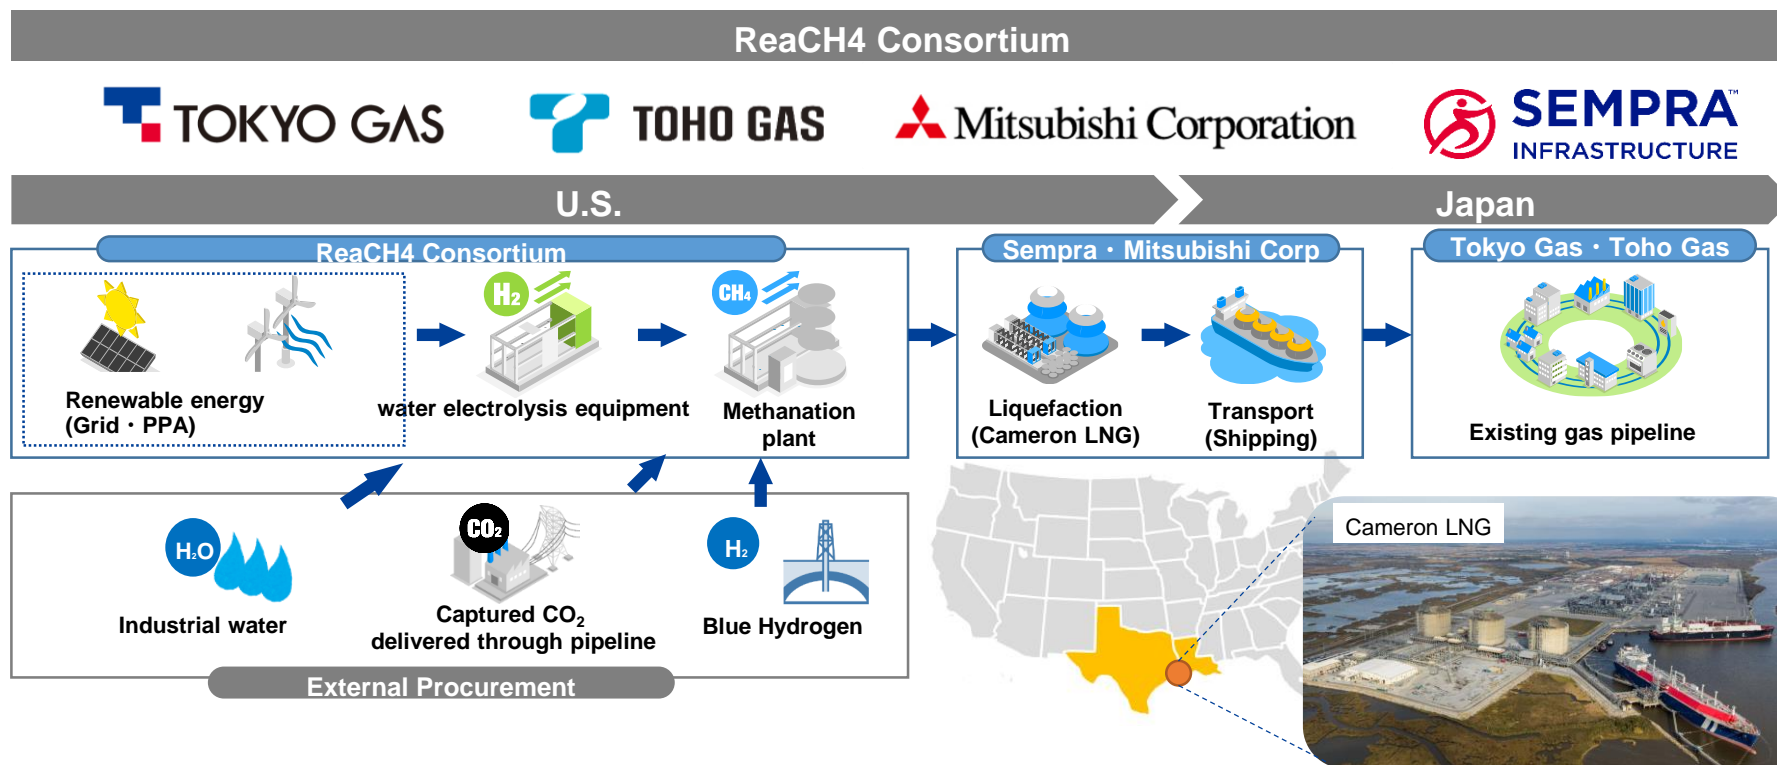 ReaCH4 Consortium
TOKYO GAS
TOHO GAS
Mitsubishi Corporation
SEMPRA™
INFRASTRUCTURE
U.S.
Japan
ReaCH4 Consortium
Sempra・Mitsubishi Corp
Tokyo Gas・Toho Gas
H₂
CH₄
Renewable energy
(Grid・PPA)
water electrolysis equipment
Methanation
plant
Liquefaction
(Cameron LNG)
Transport
(Shipping)
Existing gas pipeline
H₂O
CO₂
H₂
Industrial water
Captured CO₂
delivered through pipeline
Blue Hydrogen
External Procurement
Cameron LNG